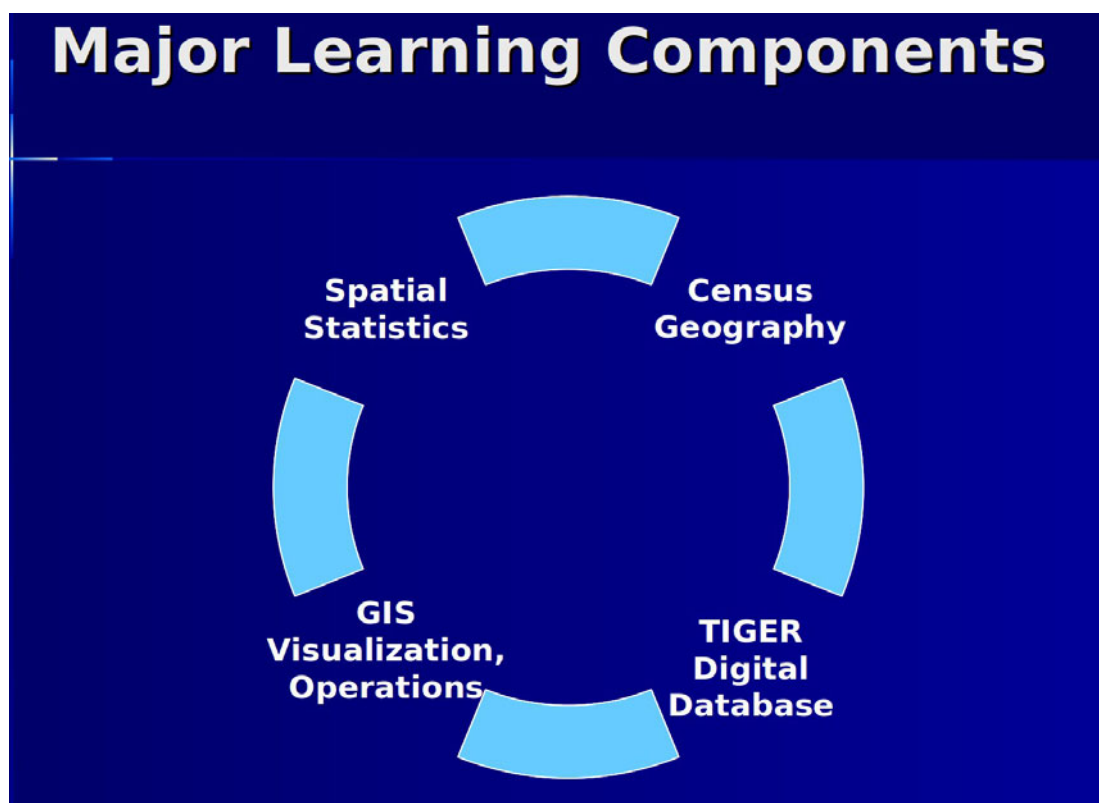 Major Learning Components
Spatial
Statistics
Census
Geography
GIS
Visualization,
Operations
TIGER
Digital
Database